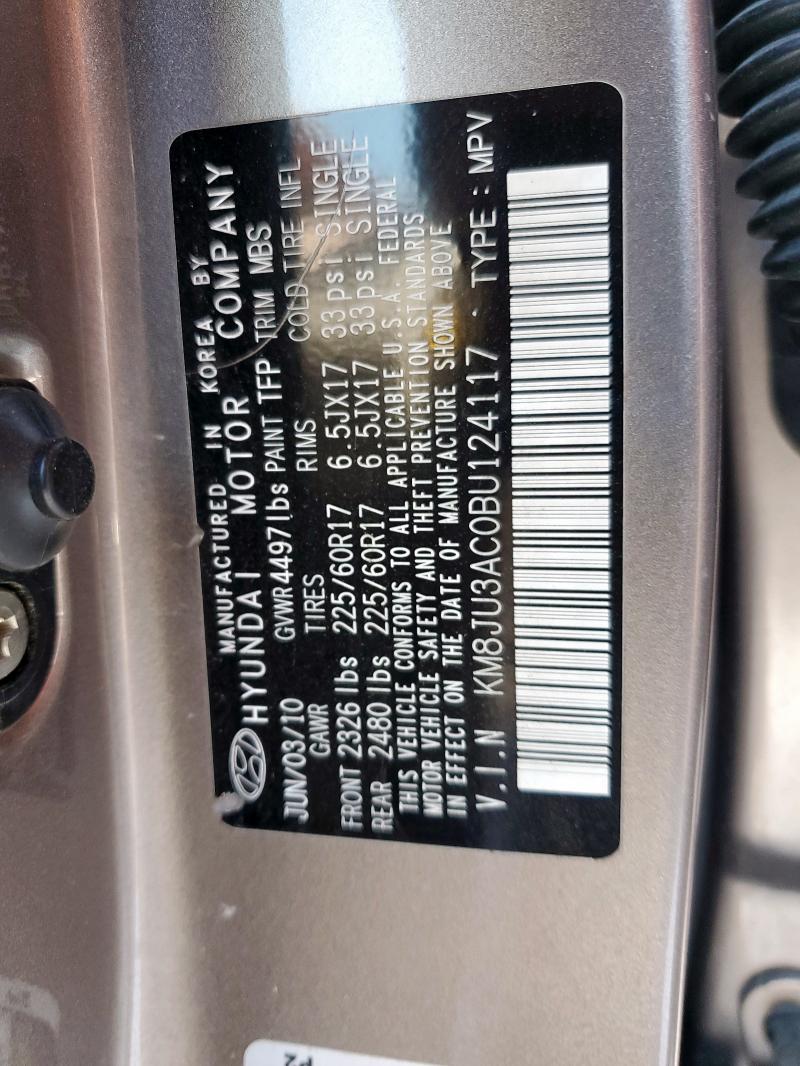 MANUFACTURED IN KOREA BY
HYUNDAI MOTOR COMPANY
JUN/03/10 GVWR 4497lbs PAINT TFP TRIM MBS
GAWR TIRES RIMS COLD TIRE INFL
FRONT 2326 lbs 225/60R17 6.5JX17 33 psi SINGLE
REAR 2480 lbs 225/60R17 6.5JX17 33 psi SINGLE
THIS VEHICLE CONFORMS TO ALL APPLICABLE U.S.A. FEDERAL
MOTOR VEHICLE SAFETY AND THEFT PREVENTION STANDARDS
IN EFFECT ON THE DATE OF MANUFACTURE SHOWN ABOVE
V.I.N KM8JU3AC0BU124117 · TYPE : MPV